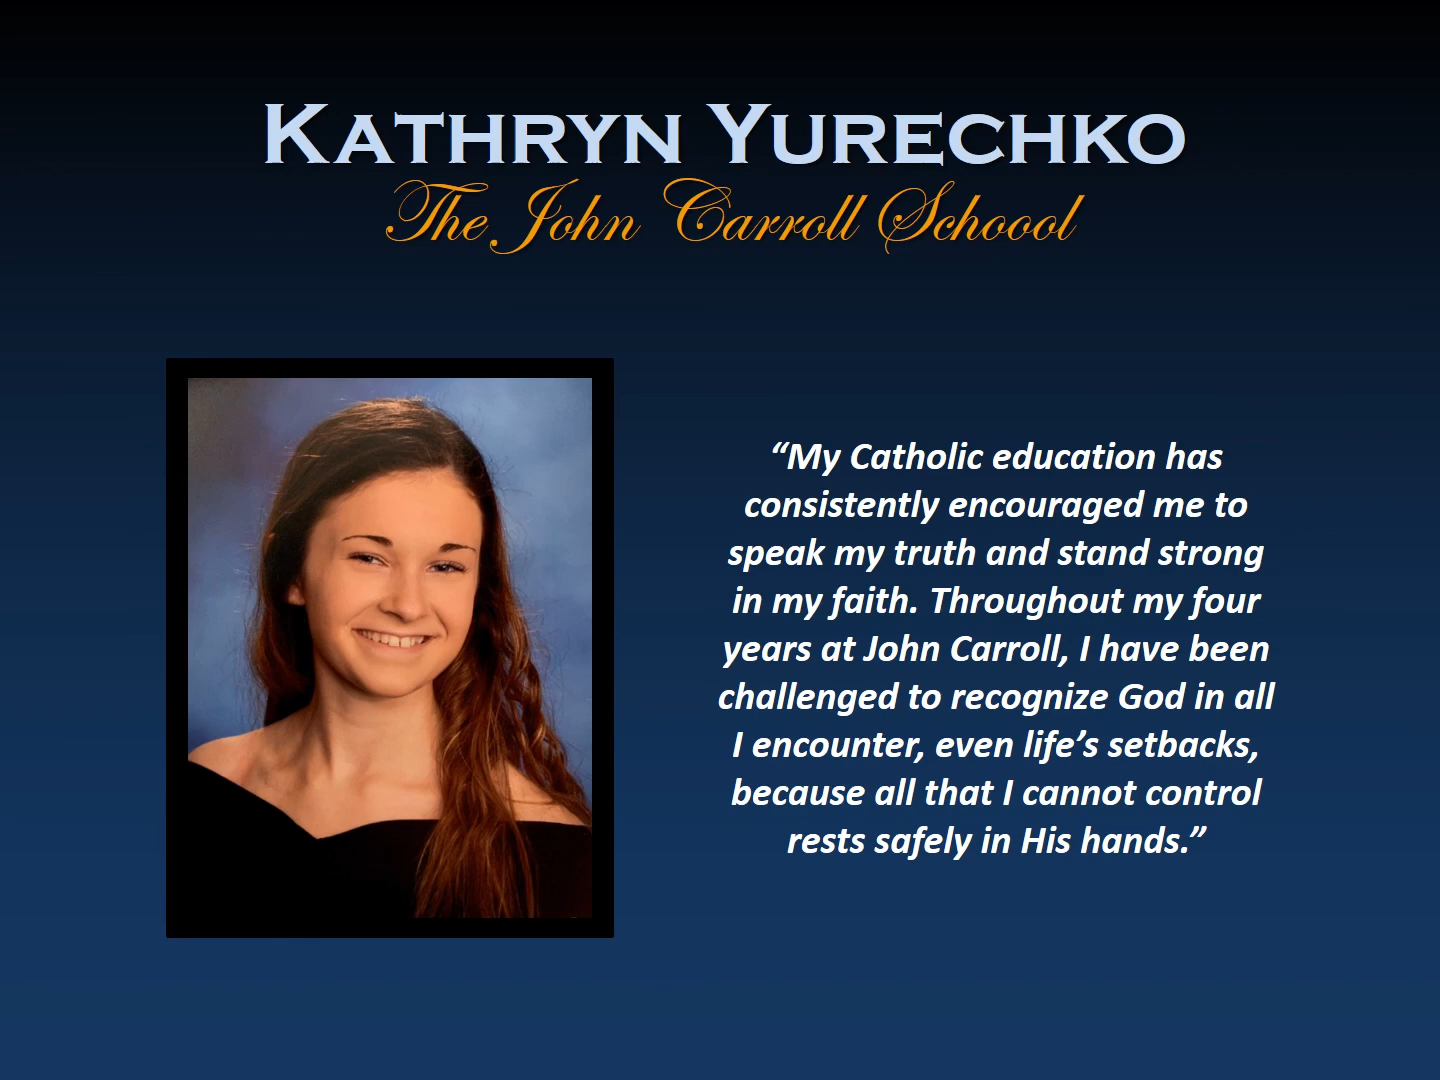 Kathryn Yurechko
The John Carroll Schoool
“My Catholic education has
consistently encouraged me to
speak my truth and stand strong
in my faith. Throughout my four
years at John Carroll, I have been
challenged to recognize God in all
I encounter, even life’s setbacks,
because all that I cannot control
rests safely in His hands.”